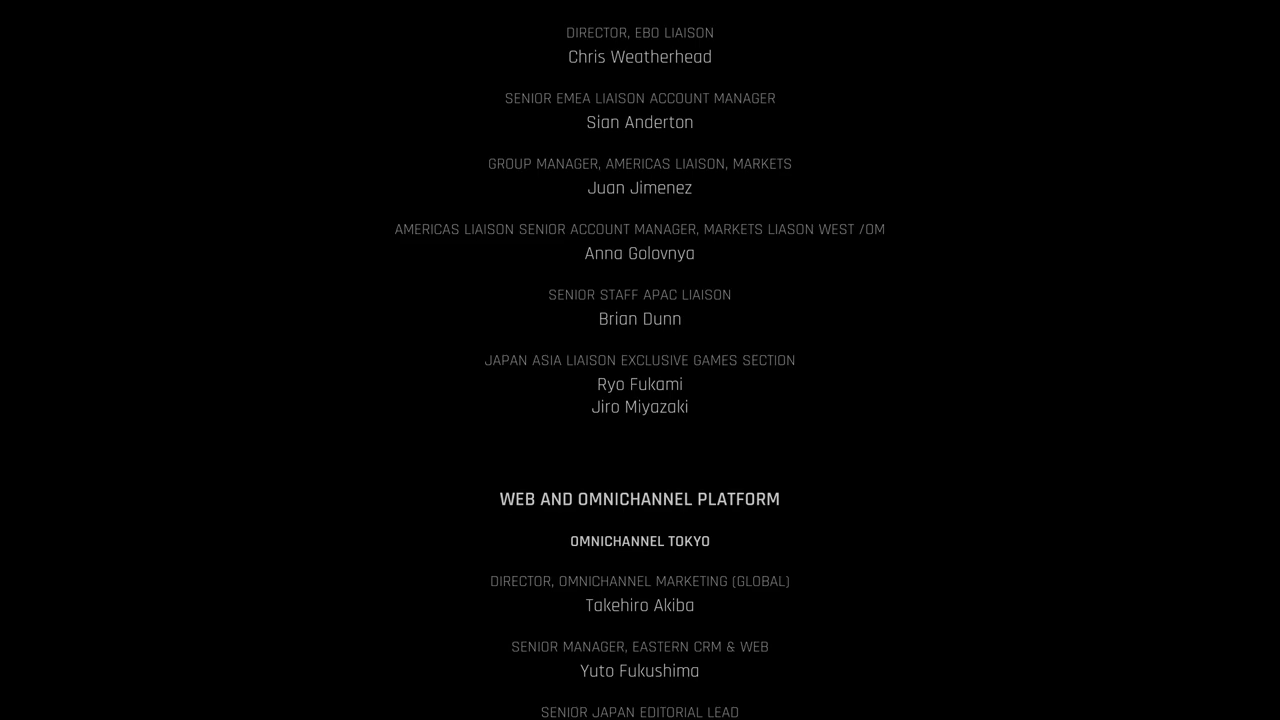 DIRECTOR, EBO LIAISON
Chris Weatherhead
SENIOR EMEA LIAISON ACCOUNT MANAGER
Sian Anderton
GROUP MANAGER, AMERICAS LIAISON, MARKETS
Juan Jimenez
AMERICAS LIAISON SENIOR ACCOUNT MANAGER, MARKETS LIASON WEST /OM
Anna Golovnya
SENIOR STAFF APAC LIAISON
Brian Dunn
JAPAN ASIA LIAISON EXCLUSIVE GAMES SECTION
Ryo Fukami
Jiro Miyazaki
WEB AND OMNICHANNEL PLATFORM
OMNICHANNEL TOKYO
DIRECTOR, OMNICHANNEL MARKETING (GLOBAL)
Takehiro Akiba
SENIOR MANAGER, EASTERN CRM & WEB
Yuto Fukushima
SENIOR JAPAN EDITORIAL LEAD